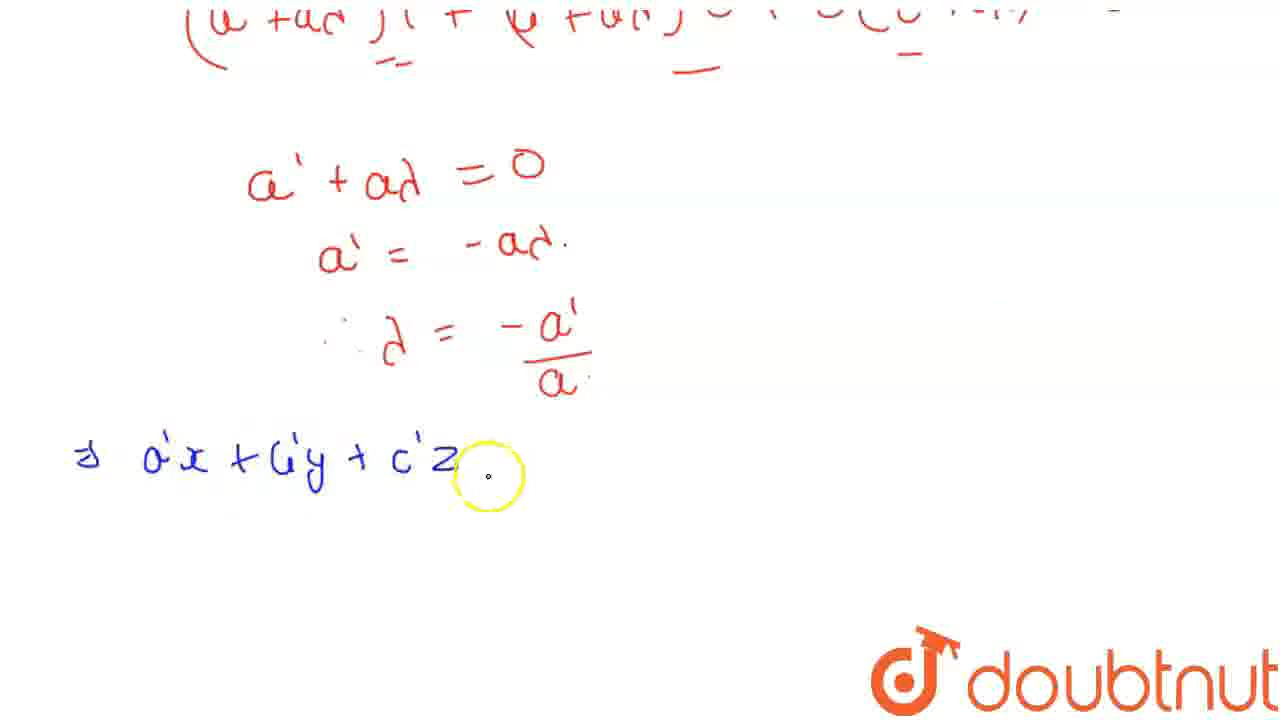 a' + aλ = 0
a' = - aλ.
∴ λ = -a'/a.
⇒ a'x + b'y + c'z
doubtnut